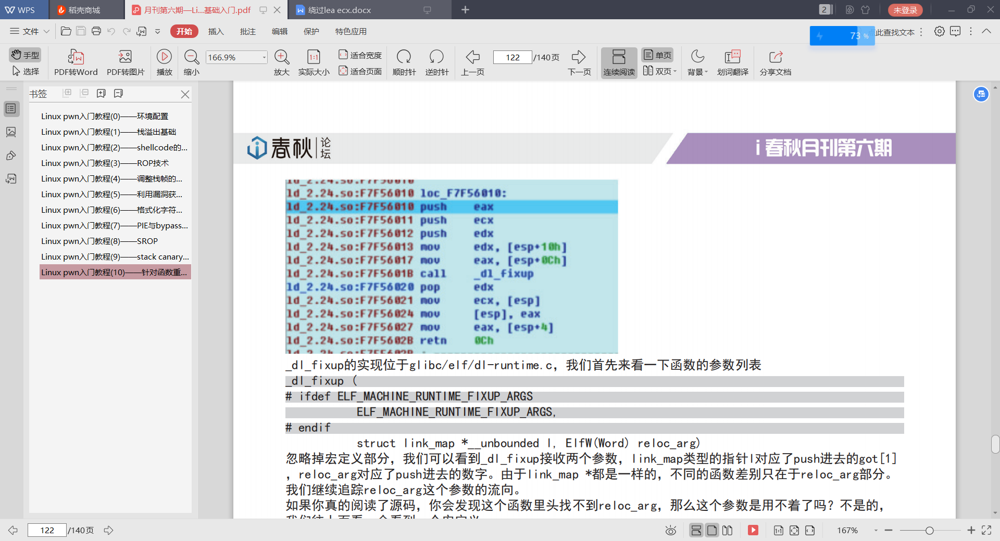 WPS
稻壳商城
月刊第六期—Li...基础入门.pdf
绕过lea ecx.docx
2
未登录
文件
开始
插入
批注
编辑
保护
特色应用
73 %
此查找文本
手型
选择
PDF转Word
PDF转图片
播放
缩小
166.9%
放大
1:1
实际大小
适合宽度
适合页面
顺时针
逆时针
上一页
122
/140页
下一页
连续阅读
单页
双页
背景
划词翻译
分享文档
书签
Linux pwn入门教程(0)——环境配置
Linux pwn入门教程(1)——栈溢出基础
Linux pwn入门教程(2)——shellcode的...
Linux pwn入门教程(3)——ROP技术
Linux pwn入门教程(4)——调整栈帧的...
Linux pwn入门教程(5)——利用漏洞获...
Linux pwn入门教程(6)——格式化字符...
Linux pwn入门教程(7)——PIE与bypass...
Linux pwn入门教程(8)——SROP
Linux pwn入门教程(9)——stack canary...
Linux pwn入门教程(10)——针对函数重...
春秋 论坛
i 春秋月刊第六期
ld_2.24.so:F7F56010
ld_2.24.so:F7F56010 loc_F7F56010:
ld_2.24.so:F7F56010 push eax
ld_2.24.so:F7F56011 push ecx
ld_2.24.so:F7F56012 push edx
ld_2.24.so:F7F56013 mov edx, [esp+10h]
ld_2.24.so:F7F56017 mov eax, [esp+0Ch]
ld_2.24.so:F7F5601B call _dl_fixup
ld_2.24.so:F7F56020 pop edx
ld_2.24.so:F7F56021 mov ecx, [esp]
ld_2.24.so:F7F56024 mov [esp], eax
ld_2.24.so:F7F56027 mov eax, [esp+4]
ld_2.24.so:F7F5602B retn 0Ch
_dl_fixup的实现位于glibc/elf/dl-runtime.c，我们首先来看一下函数的参数列表
_dl_fixup (
# ifdef ELF_MACHINE_RUNTIME_FIXUP_ARGS
ELF_MACHINE_RUNTIME_FIXUP_ARGS,
# endif
struct link_map *__unbounded l, ElfW(Word) reloc_arg)
忽略掉宏定义部分，我们可以看到_dl_fixup接收两个参数，link_map类型的指针l对应了push进去的got[1]
，reloc_arg对应了push进去的数字。由于link_map *都是一样的，不同的函数差别只在于reloc_arg部分。
我们继续追踪reloc_arg这个参数的流向。
如果你真的阅读了源码，你会发现这个函数里头找不到reloc_arg，那么这个参数是用不着了吗？不是的，
122
/140页
167%